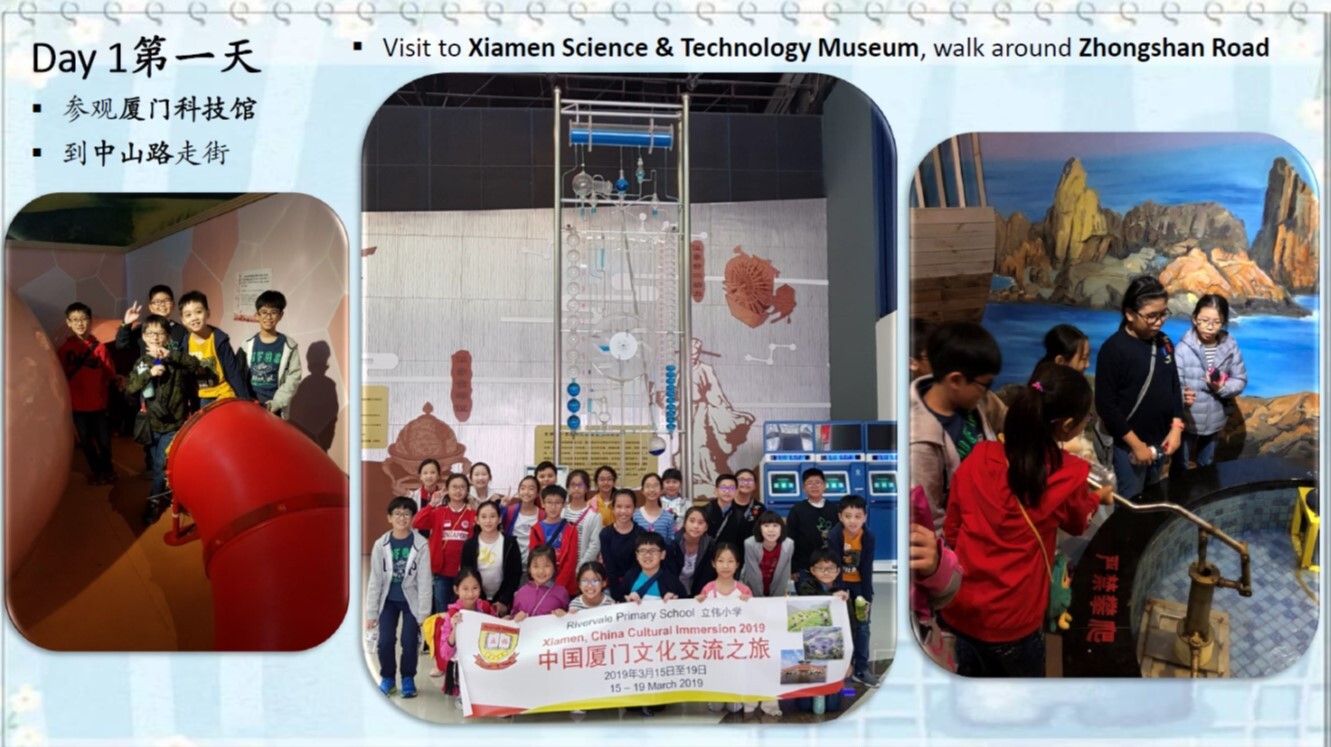 Day 1第一天
▪ 参观厦门科技馆
▪ 到中山路走街
▪ Visit to Xiamen Science & Technology Museum, walk around Zhongshan Road
Rivervale Primary School 立伟小学
Xiamen, China Cultural Immersion 2019
中国厦门文化交流之旅
2019年3月15日至19日
15 – 19 March 2019
严禁攀爬